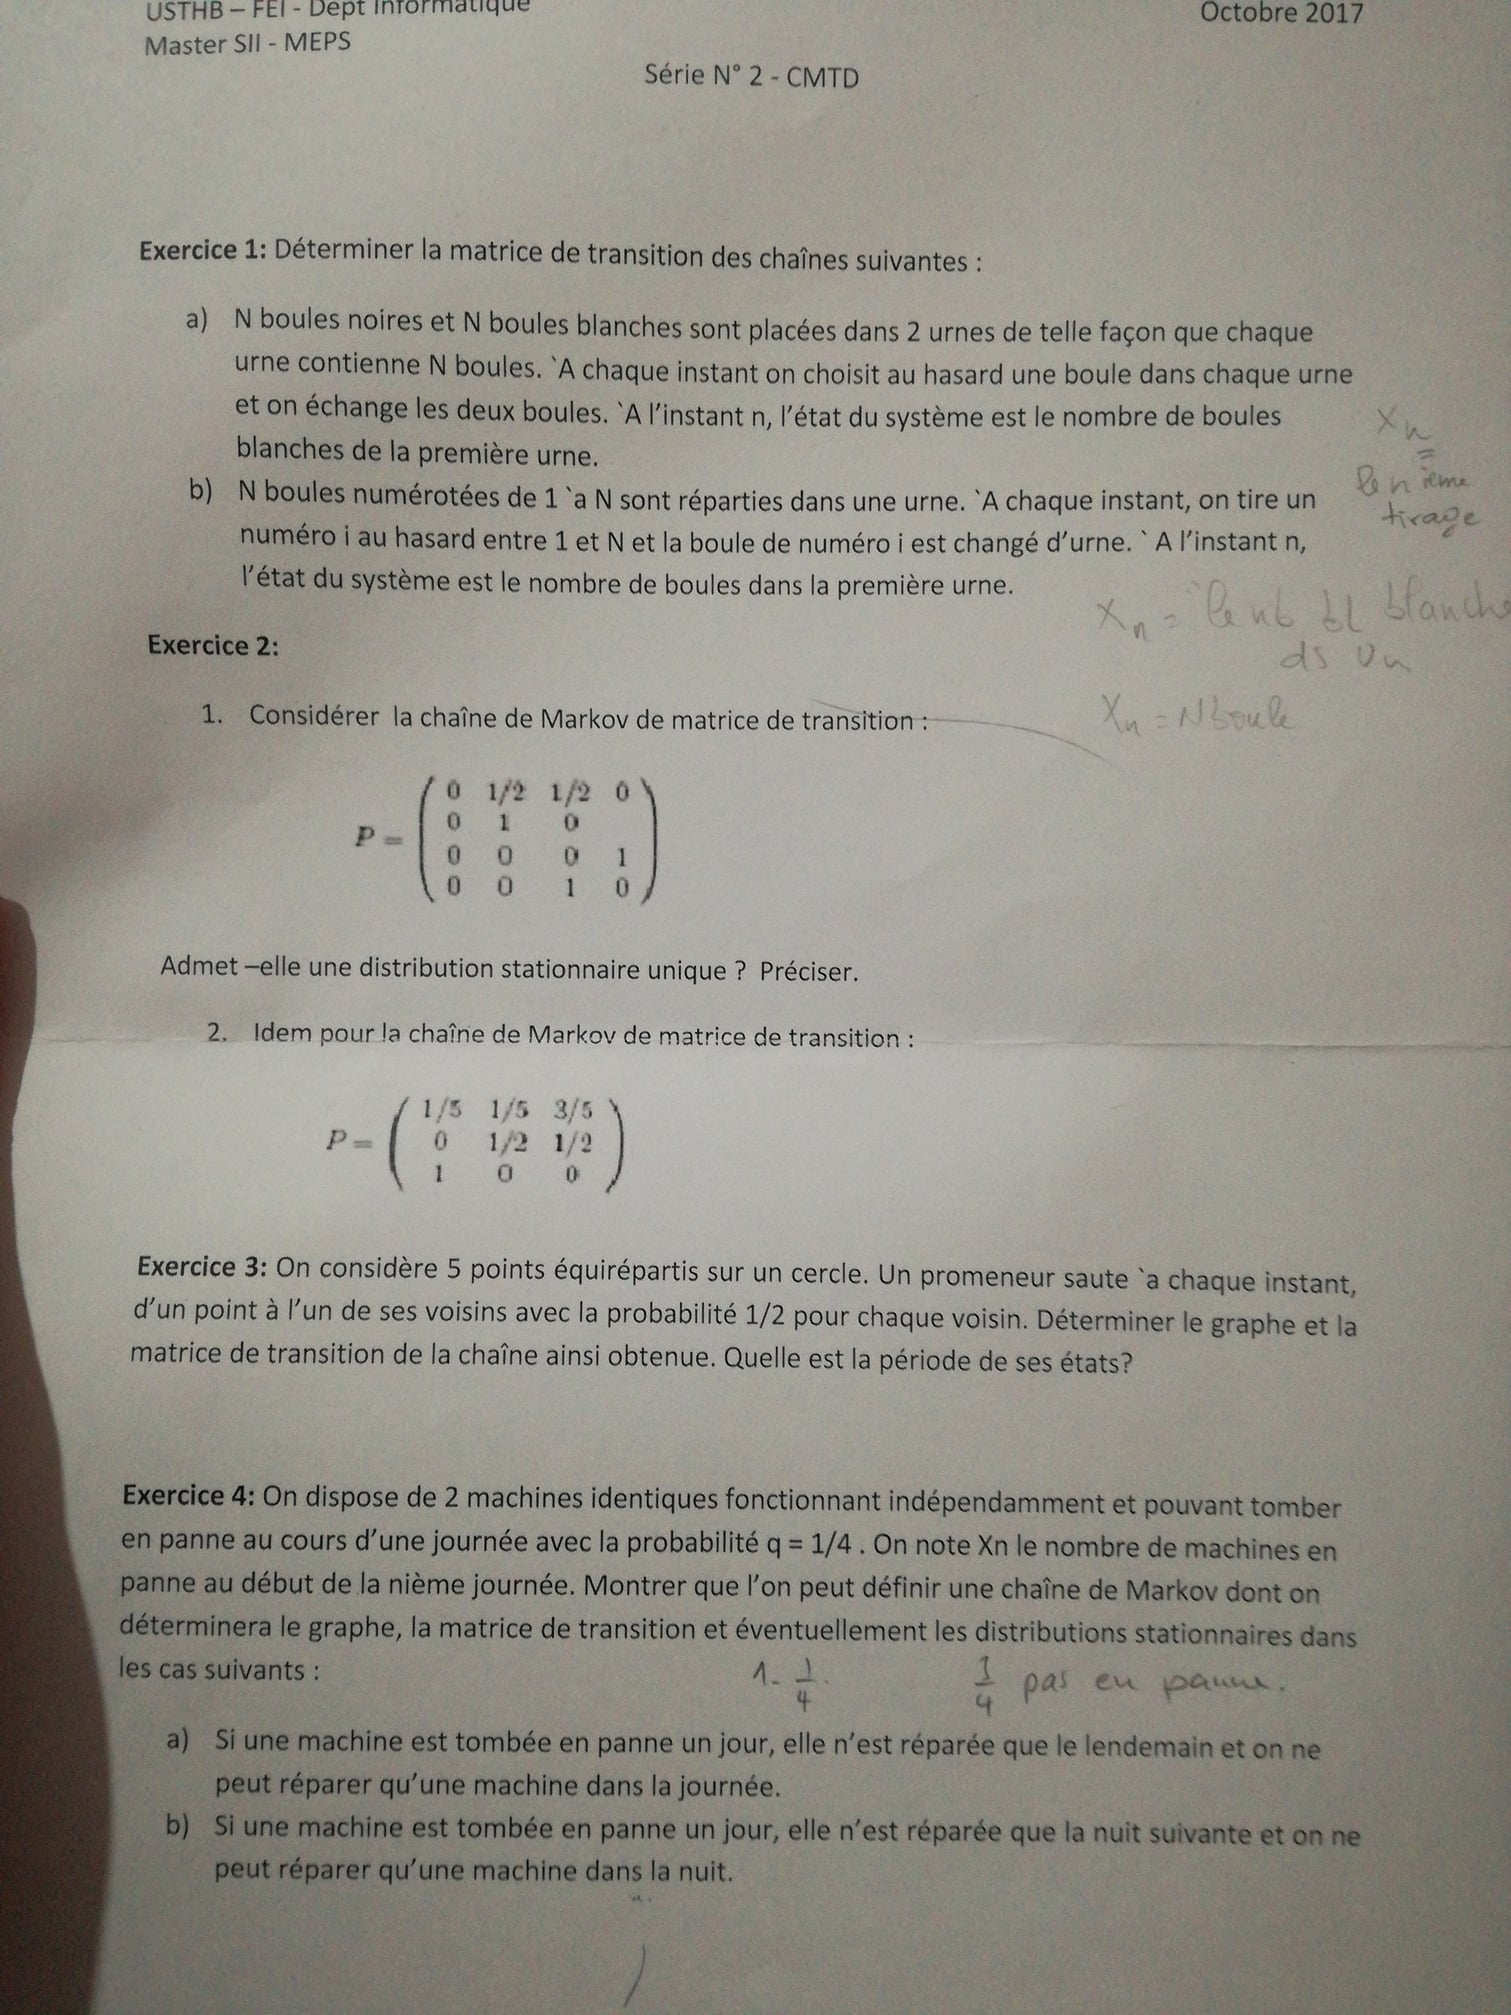 USTHB – FEI - Dept Informatique
Octobre 2017
Master SII - MEPS
Série N° 2 - CMTD
Exercice 1: Déterminer la matrice de transition des chaînes suivantes :
a) N boules noires et N boules blanches sont placées dans 2 urnes de telle façon que chaque
urne contienne N boules. `A chaque instant on choisit au hasard une boule dans chaque urne
et on échange les deux boules. `A l'instant n, l'état du système est le nombre de boules
blanches de la première urne.
Xn
=
le n ieme
tirage
b) N boules numérotées de 1 `a N sont réparties dans une urne. `A chaque instant, on tire un
numéro i au hasard entre 1 et N et la boule de numéro i est changé d'urne. ` A l'instant n,
l'état du système est le nombre de boules dans la première urne.
Xn = le nb bl blanche
ds Un
Exercice 2:
1. Considérer la chaîne de Markov de matrice de transition :
Xn = N boule
P = ( 0 1/2 1/2 0
0 1 0
0 0 0 1
0 0 1 0 )
Admet –elle une distribution stationnaire unique ? Préciser.
2. Idem pour la chaîne de Markov de matrice de transition :
P = ( 1/5 1/5 3/5
0 1/2 1/2
1 0 0 )
Exercice 3: On considère 5 points équirépartis sur un cercle. Un promeneur saute `a chaque instant,
d'un point à l'un de ses voisins avec la probabilité 1/2 pour chaque voisin. Déterminer le graphe et la
matrice de transition de la chaîne ainsi obtenue. Quelle est la période de ses états?
Exercice 4: On dispose de 2 machines identiques fonctionnant indépendamment et pouvant tomber
en panne au cours d'une journée avec la probabilité q = 1/4 . On note Xn le nombre de machines en
panne au début de la nième journée. Montrer que l'on peut définir une chaîne de Markov dont on
déterminera le graphe, la matrice de transition et éventuellement les distributions stationnaires dans
les cas suivants :
1 - 1/4
3/4 pas en panne.
a) Si une machine est tombée en panne un jour, elle n'est réparée que le lendemain et on ne
peut réparer qu'une machine dans la journée.
b) Si une machine est tombée en panne un jour, elle n'est réparée que la nuit suivante et on ne
peut réparer qu'une machine dans la nuit.